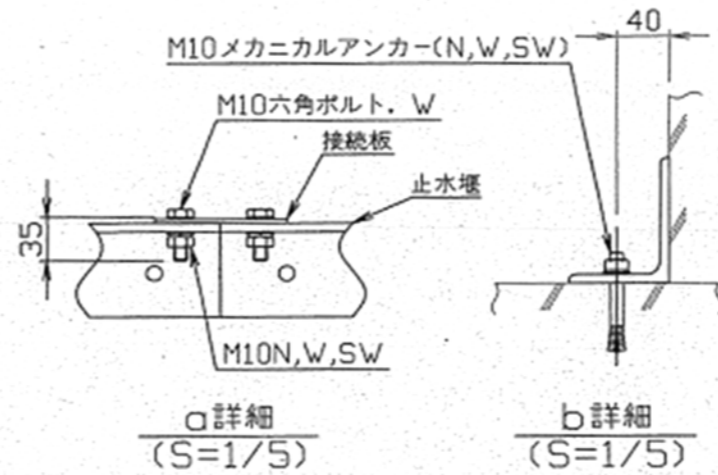 40
M10メカニカルアンカー(N,W,SW)
M10六角ボルト．W
接続板
止水堰
35
M10N,W,SW
a詳細
(S=1/5)
b詳細
(S=1/5)